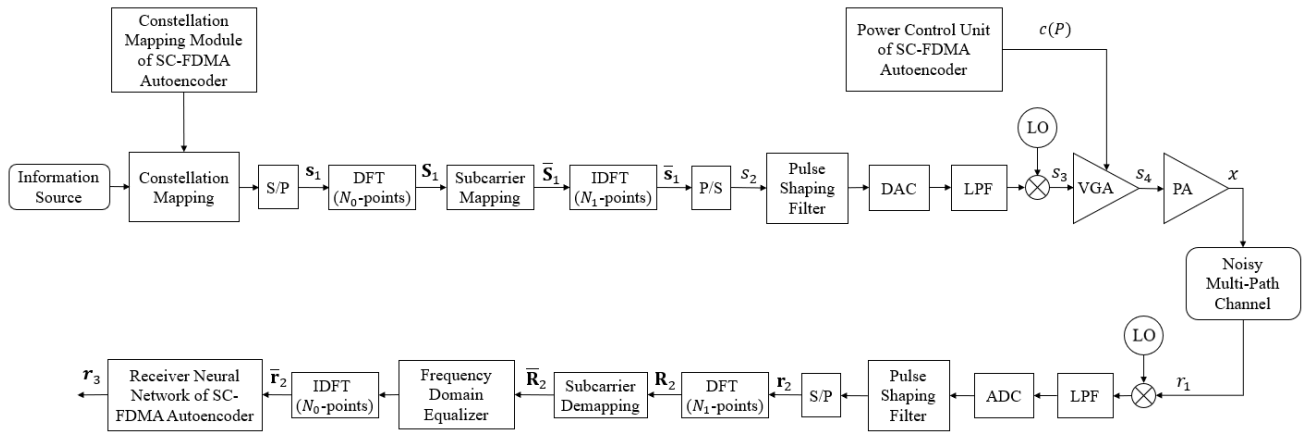 Constellation
Mapping Module
of SC-FDMA
Autoencoder
Power Control Unit
of SC-FDMA
Autoencoder
c(P)
LO
Information
Source
Constellation
Mapping
S/P
s₁
DFT
(N₀-points)
S₁
Subcarrier
Mapping
S̅₁
IDFT
(N₁-points)
s̅₁
P/S
s₂
Pulse
Shaping
Filter
DAC
LPF
s₃
VGA
s₄
PA
x
Noisy
Multi-Path
Channel
LO
r₃
Receiver Neural
Network of SC-
FDMA Autoencoder
r̅₂
IDFT
(N₀-points)
Frequency
Domain
Equalizer
R̅₂
Subcarrier
Demapping
R₂
DFT
(N₁-points)
r₂
S/P
Pulse
Shaping
Filter
ADC
LPF
r₁